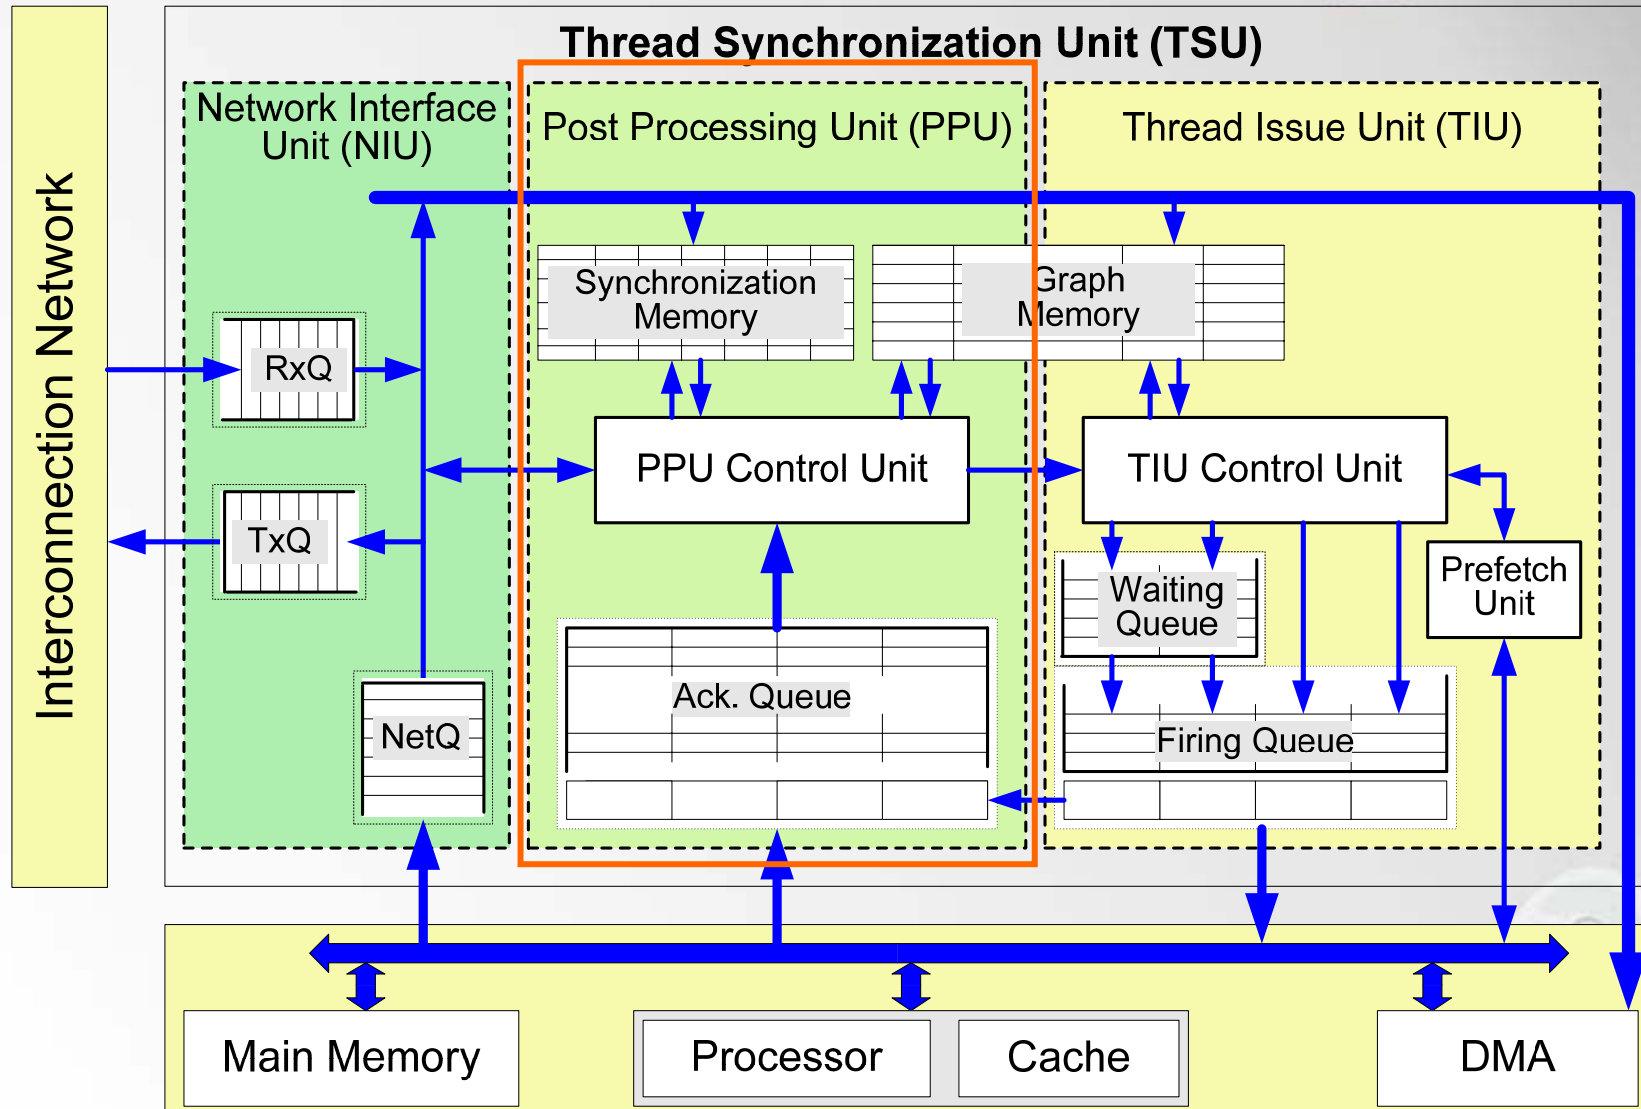 Thread Synchronization Unit (TSU)
Interconnection Network
Network Interface
Unit (NIU)
Post Processing Unit (PPU)
Thread Issue Unit (TIU)
Synchronization
Memory
Graph
Memory
RxQ
PPU Control Unit
TIU Control Unit
TxQ
Waiting
Queue
Prefetch
Unit
Ack. Queue
NetQ
Firing Queue
Main Memory
Processor
Cache
DMA